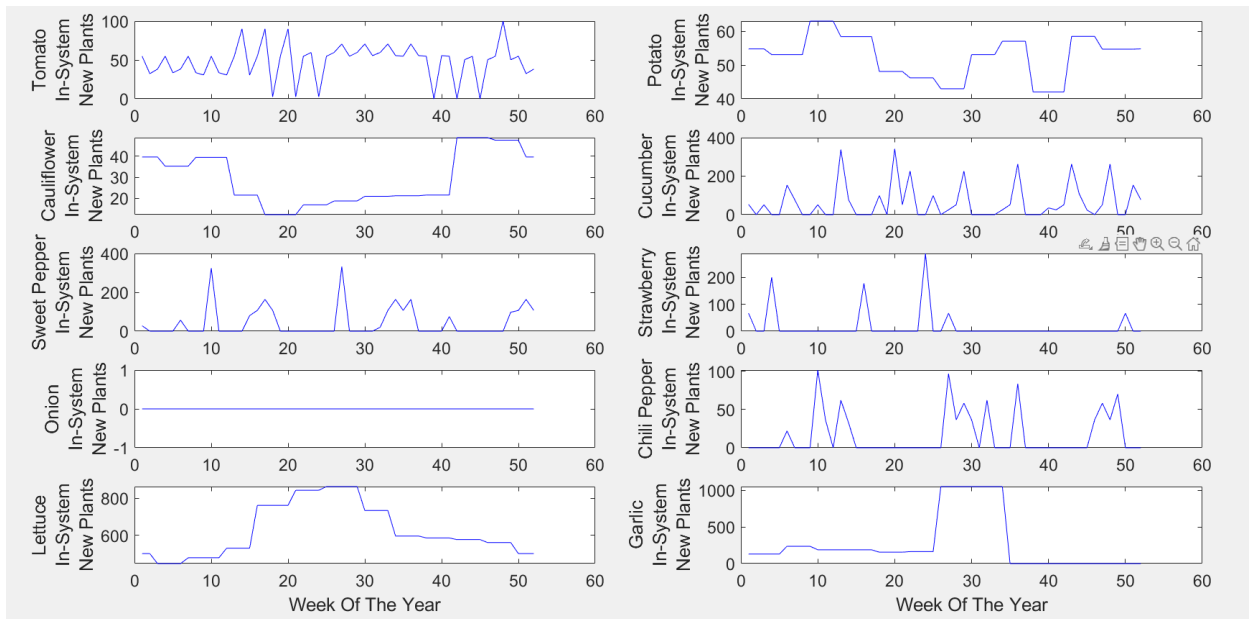 Tomato
In-System
New Plants
100
50
0
0 10 20 30 40 50 60
Potato
In-System
New Plants
60
50
40
0 10 20 30 40 50 60
Cauliflower
In-System
New Plants
40
30
20
0 10 20 30 40 50 60
Cucumber
In-System
New Plants
400
200
0
0 10 20 30 40 50 60
Sweet Pepper
In-System
New Plants
400
200
0
0 10 20 30 40 50 60
Strawberry
In-System
New Plants
200
100
0
0 10 20 30 40 50 60
Onion
In-System
New Plants
1
0
-1
0 10 20 30 40 50 60
Chili Pepper
In-System
New Plants
100
50
0
0 10 20 30 40 50 60
Lettuce
In-System
New Plants
800
600
0 10 20 30 40 50 60
Week Of The Year
Garlic
In-System
New Plants
1000
500
0
0 10 20 30 40 50 60
Week Of The Year